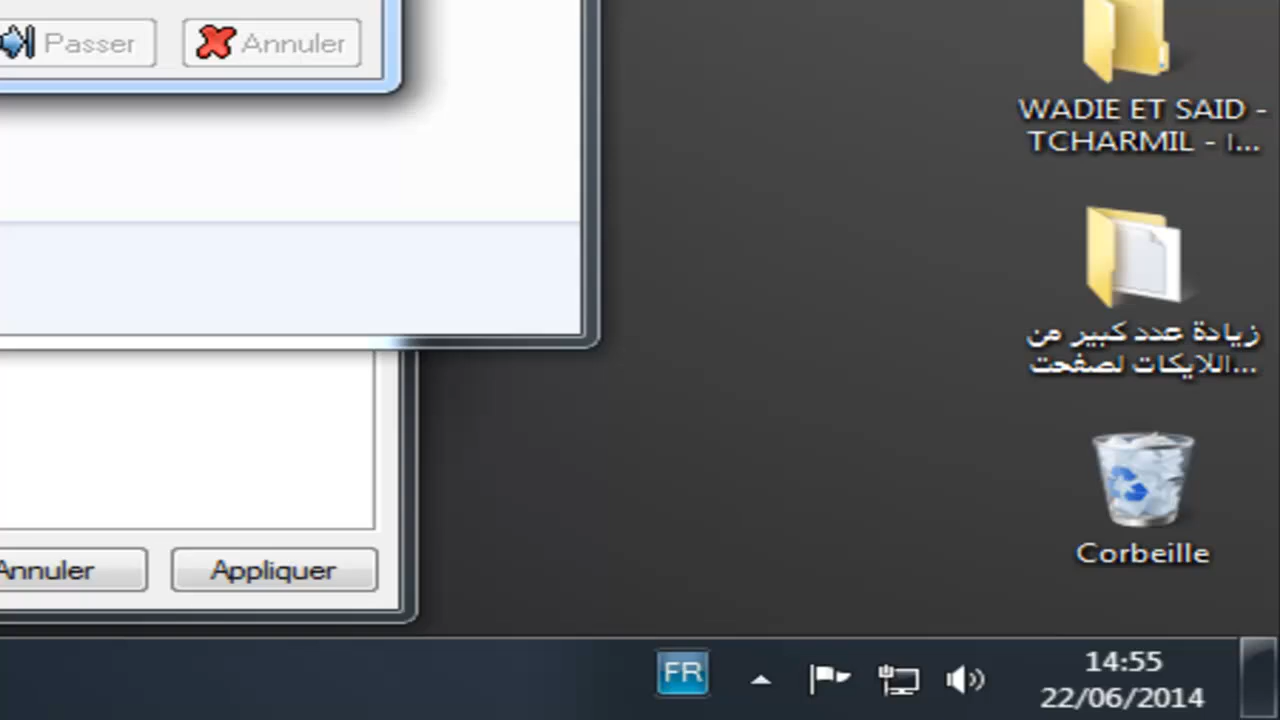 Passer
Annuler
WADIE ET SAID -
TCHARMIL - ا...
زيادة عدد كبير من
اللايكات لصفحت...
Corbeille
Annuler
Appliquer
FR
14:55
22/06/2014